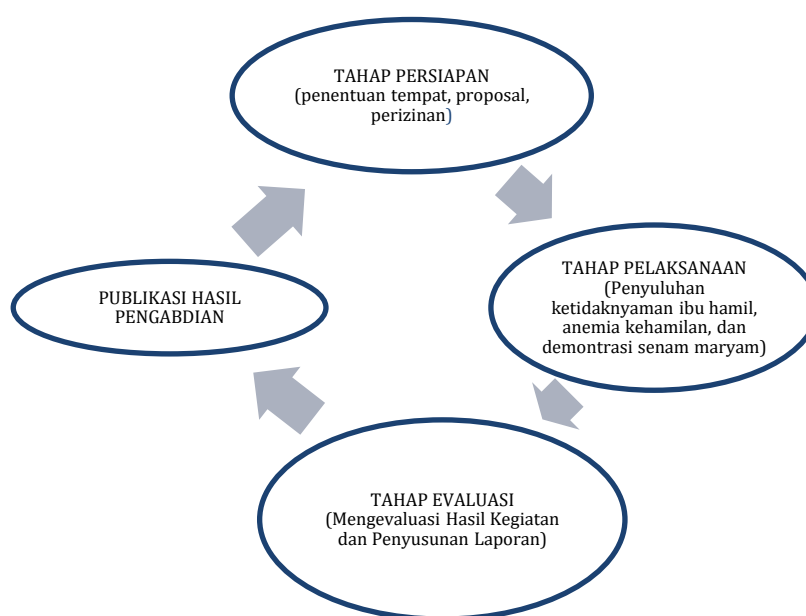 TAHAP PERSIAPAN
(penentuan tempat, proposal,
perizinan)
TAHAP PELAKSANAAN
(Penyuluhan
ketidaknyaman ibu hamil,
anemia kehamilan, dan
demontrasi senam maryam)
TAHAP EVALUASI
(Mengevaluasi Hasil Kegiatan
dan Penyusunan Laporan)
PUBLIKASI HASIL
PENGABDIAN